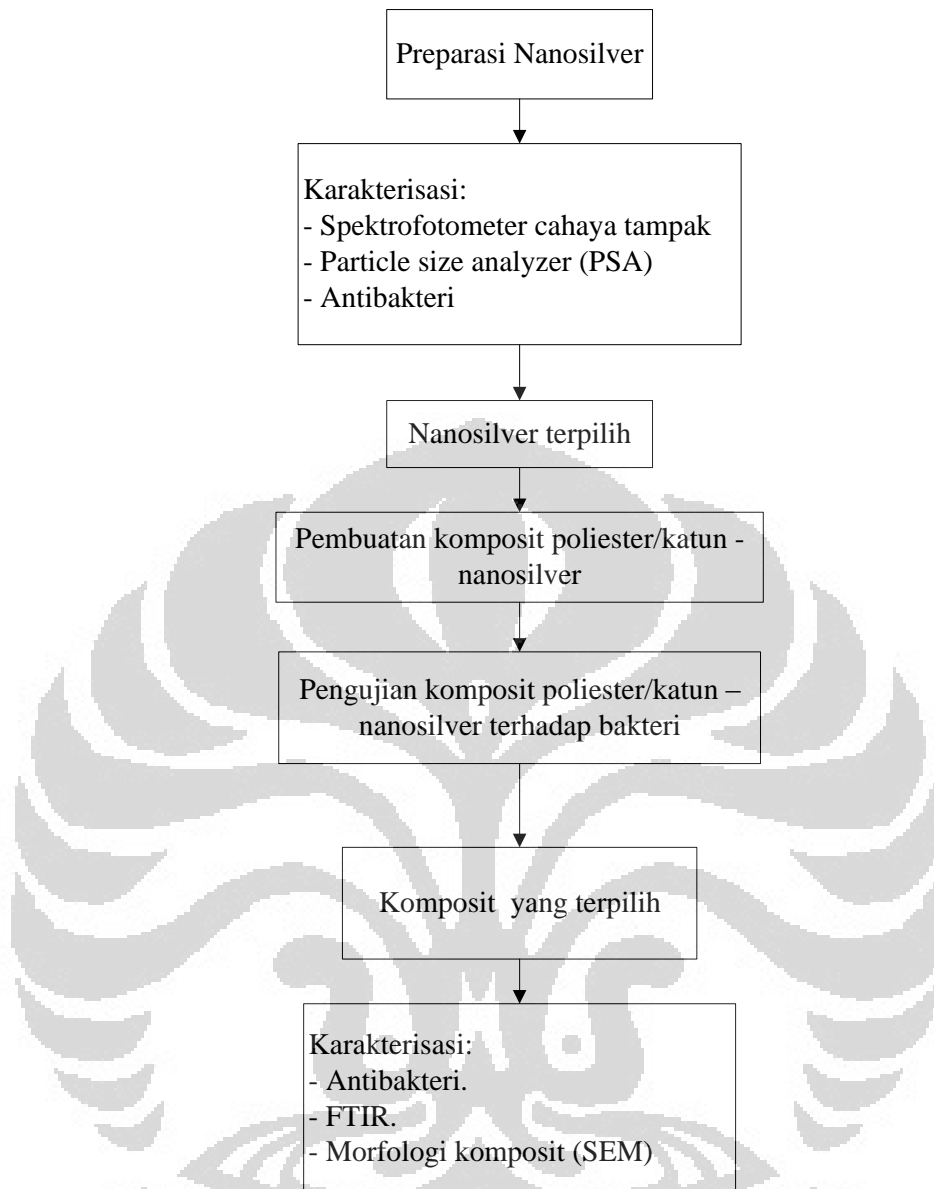 Preparasi Nanosilver
Karakterisasi:
- Spektrofotometer cahaya tampak
- Particle size analyzer (PSA)
- Antibakteri
Nanosilver terpilih
Pembuatan komposit poliester/katun -
nanosilver
Pengujian komposit poliester/katun –
nanosilver terhadap bakteri
Komposit yang terpilih
Karakterisasi:
- Antibakteri.
- FTIR.
- Morfologi komposit (SEM)